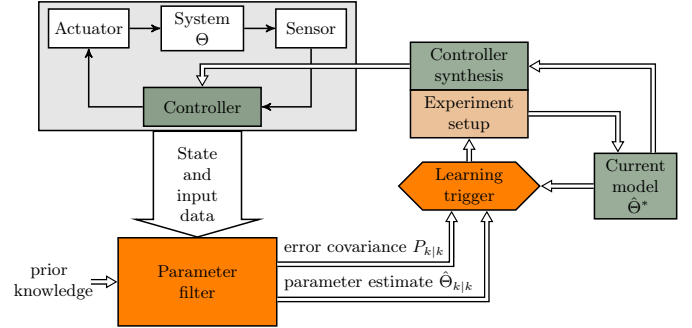 Actuator
System
Θ
Sensor
Controller
Controller
synthesis
Experiment
setup
State
and
input
data
Learning
trigger
Current
model
Θ̂*
prior
knowledge
Parameter
filter
error covariance P_{k|k}
parameter estimate Θ̂_{k|k}